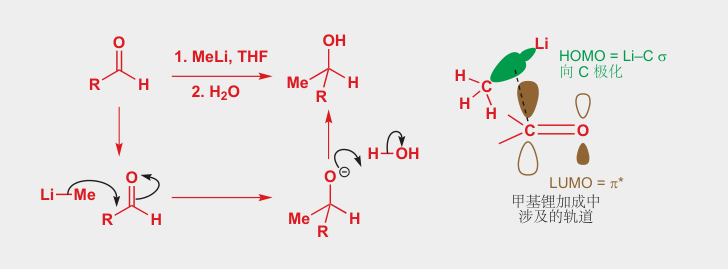 O
R
H
1. MeLi, THF
2. H₂O
OH
Me
H
R
Li
Me
O
R
H
O
⊖
Me
H
R
H
OH
Li
H
C
H
H
HOMO = Li–C σ
向 C 极化
C
O
LUMO = π*
甲基锂加成中
涉及的轨道